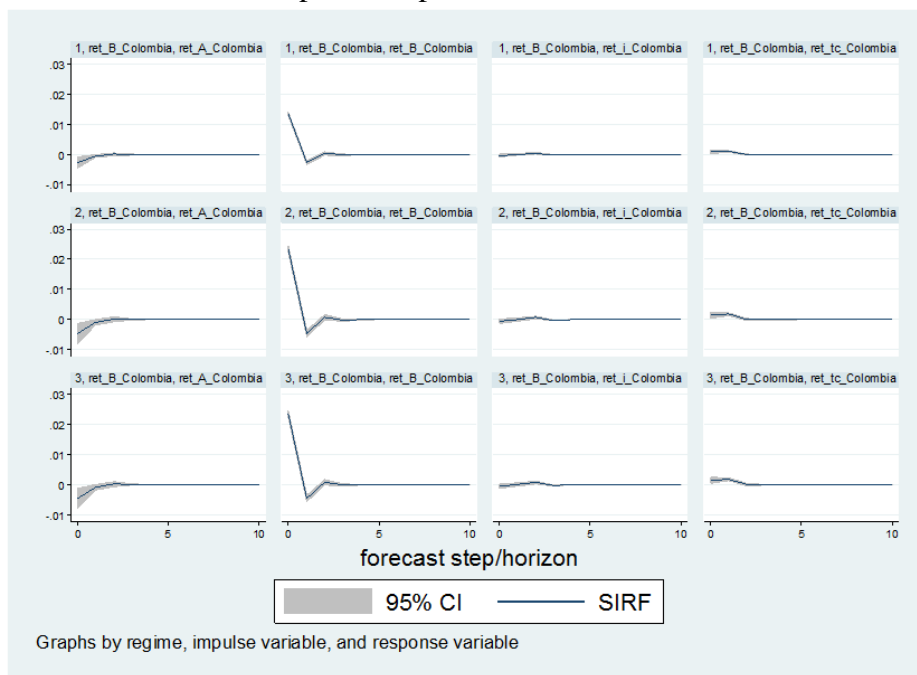 1, ret_B_Colombia, ret_A_Colombia 1, ret_B_Colombia, ret_B_Colombia 1, ret_B_Colombia, ret_i_Colombia 1, ret_B_Colombia, ret_tc_Colombia
.03
.02
.01
0
-.01
2, ret_B_Colombia, ret_A_Colombia 2, ret_B_Colombia, ret_B_Colombia 2, ret_B_Colombia, ret_i_Colombia 2, ret_B_Colombia, ret_tc_Colombia
.03
.02
.01
0
-.01
3, ret_B_Colombia, ret_A_Colombia 3, ret_B_Colombia, ret_B_Colombia 3, ret_B_Colombia, ret_i_Colombia 3, ret_B_Colombia, ret_tc_Colombia
.03
.02
.01
0
-.01
0 5 10 0 5 10 0 5 10 0 5 10
forecast step/horizon
95% CI SIRF
Graphs by regime, impulse variable, and response variable